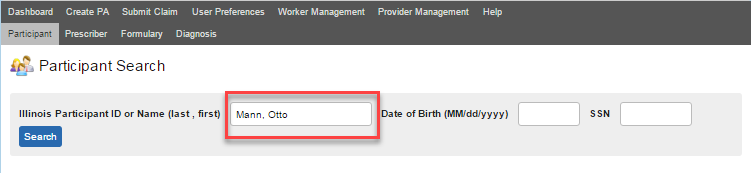 Dashboard Create PA Submit Claim User Preferences Worker Management Provider Management Help
Participant Prescriber Formulary Diagnosis
Participant Search
Illinois Participant ID or Name (last , first) Mann, Otto Date of Birth (MM/dd/yyyy) SSN
Search